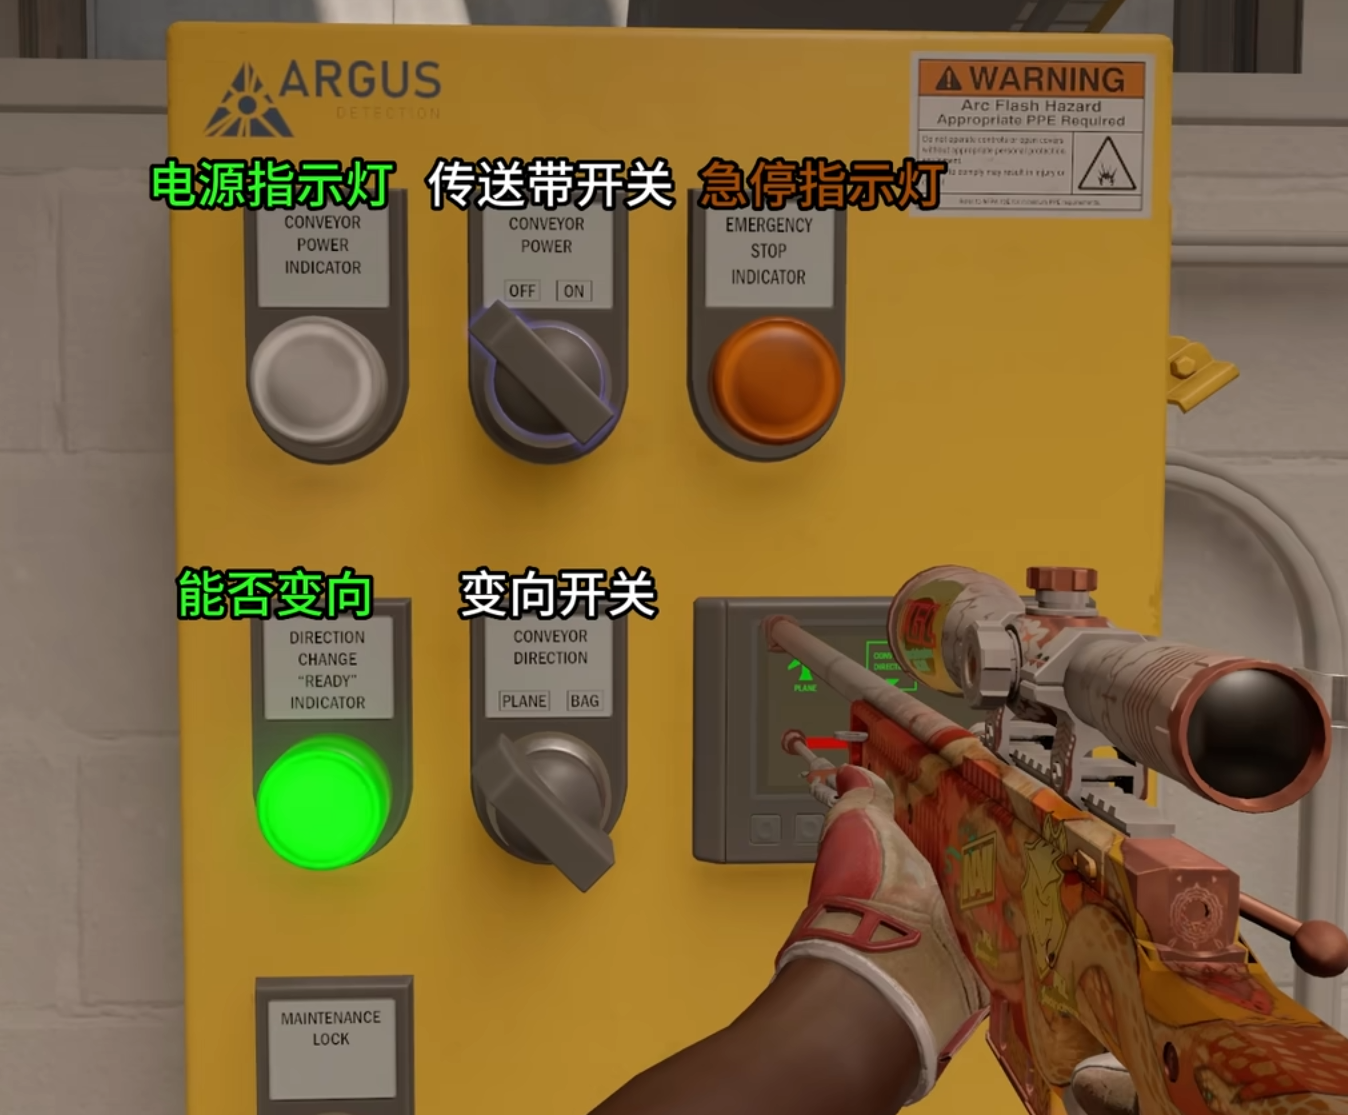 ARGUS
DETECTION
WARNING
Arc Flash Hazard
Appropriate PPE Required
电源指示灯
传送带开关
急停指示灯
CONVEYOR
POWER
INDICATOR
CONVEYOR
POWER
OFF ON
EMERGENCY
STOP
INDICATOR
能否变向
变向开关
DIRECTION
CHANGE
“READY”
INDICATOR
CONVEYOR
DIRECTION
PLANE BAG
PLANE
MAINTENANCE
LOCK